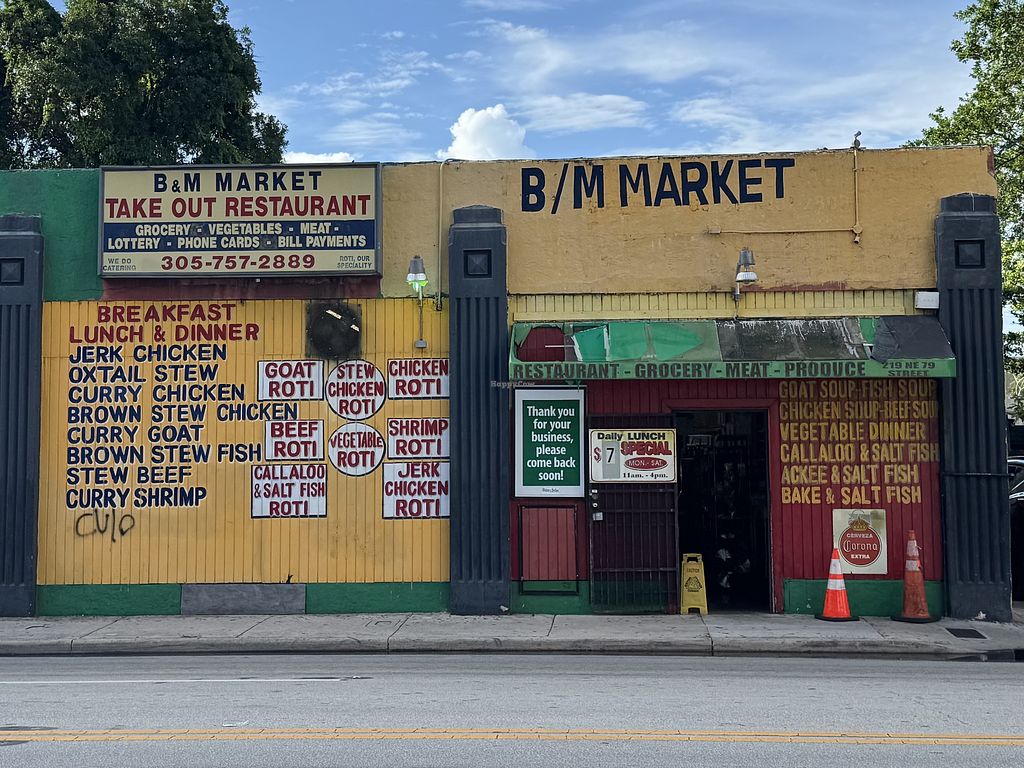 B&M MARKET
TAKE OUT RESTAURANT
GROCERY - VEGETABLES - MEAT -
LOTTERY - PHONE CARDS - BILL PAYMENTS
WE DO
CATERING
305-757-2889
ROTI, OUR
SPECIALITY
B/M MARKET
BREAKFAST
LUNCH & DINNER
JERK CHICKEN
OXTAIL STEW
CURRY CHICKEN
BROWN STEW CHICKEN
CURRY GOAT
BROWN STEW FISH
STEW BEEF
CURRY SHRIMP
CULO
GOAT
ROTI
STEW
CHICKEN
ROTI
CHICKEN
ROTI
BEEF
ROTI
VEGETABLE
ROTI
SHRIMP
ROTI
CALLALOO
& SALT FISH
ROTI
JERK
CHICKEN
ROTI
HappyCow
RESTAURANT - GROCERY - MEAT - PRODUCE
219 NE 79
STREET
Thank you
for your
business,
please
come back
soon!
Daily LUNCH
$ 7 SPECIAL
MON.-SAT.
11am. - 4pm.
GOAT SOUP-FISH SOUP
CHICKEN SOUP-BEEF SOUP
VEGETABLE DINNER
CALLALOO & SALT FISH
ACKEE & SALT FISH
BAKE & SALT FISH
CERVEZA
Corona
EXTRA
CAUTION